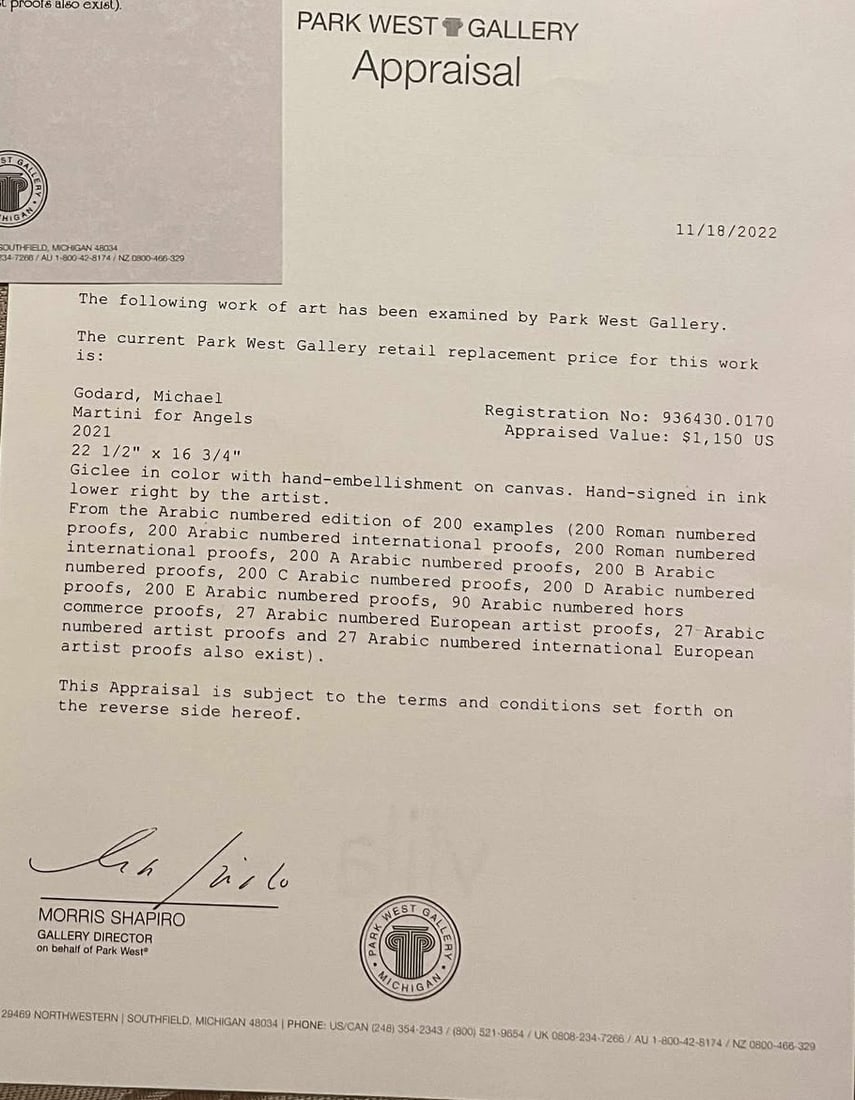 t proofs also exist).
ST GALLERY
HIGAN
SOUTHFIELD, MICHIGAN 48034
234-7266 / AU 1-800-42-8174 / NZ 0800-466-329
PARK WEST GALLERY
Appraisal
11/18/2022
The following work of art has been examined by Park West Gallery.
The current Park West Gallery retail replacement price for this work
is:
Godard, Michael
Martini for Angels
2021
22 1/2" x 16 3/4"
Registration No: 936430.0170
Appraised Value: $1,150 US
Giclee in color with hand-embellishment on canvas. Hand-signed in ink
lower right by the artist.
From the Arabic numbered edition of 200 examples (200 Roman numbered
proofs, 200 Arabic numbered international proofs, 200 Roman numbered
international proofs, 200 A Arabic numbered proofs, 200 B Arabic
numbered proofs, 200 C Arabic numbered proofs, 200 D Arabic numbered
proofs, 200 E Arabic numbered proofs, 90 Arabic numbered hors
commerce proofs, 27 Arabic numbered European artist proofs, 27 Arabic
numbered artist proofs and 27 Arabic numbered international European
artist proofs also exist).
This Appraisal is subject to the terms and conditions set forth on
the reverse side hereof.
MORRIS SHAPIRO
GALLERY DIRECTOR
on behalf of Park West®
PARK WEST GALLERY
• MICHIGAN •
29469 NORTHWESTERN | SOUTHFIELD, MICHIGAN 48034 | PHONE: US/CAN (248) 354-2343 / (800) 521-9654 / UK 0808-234-7266 / AU 1-800-42-8174 / NZ 0800-466-329